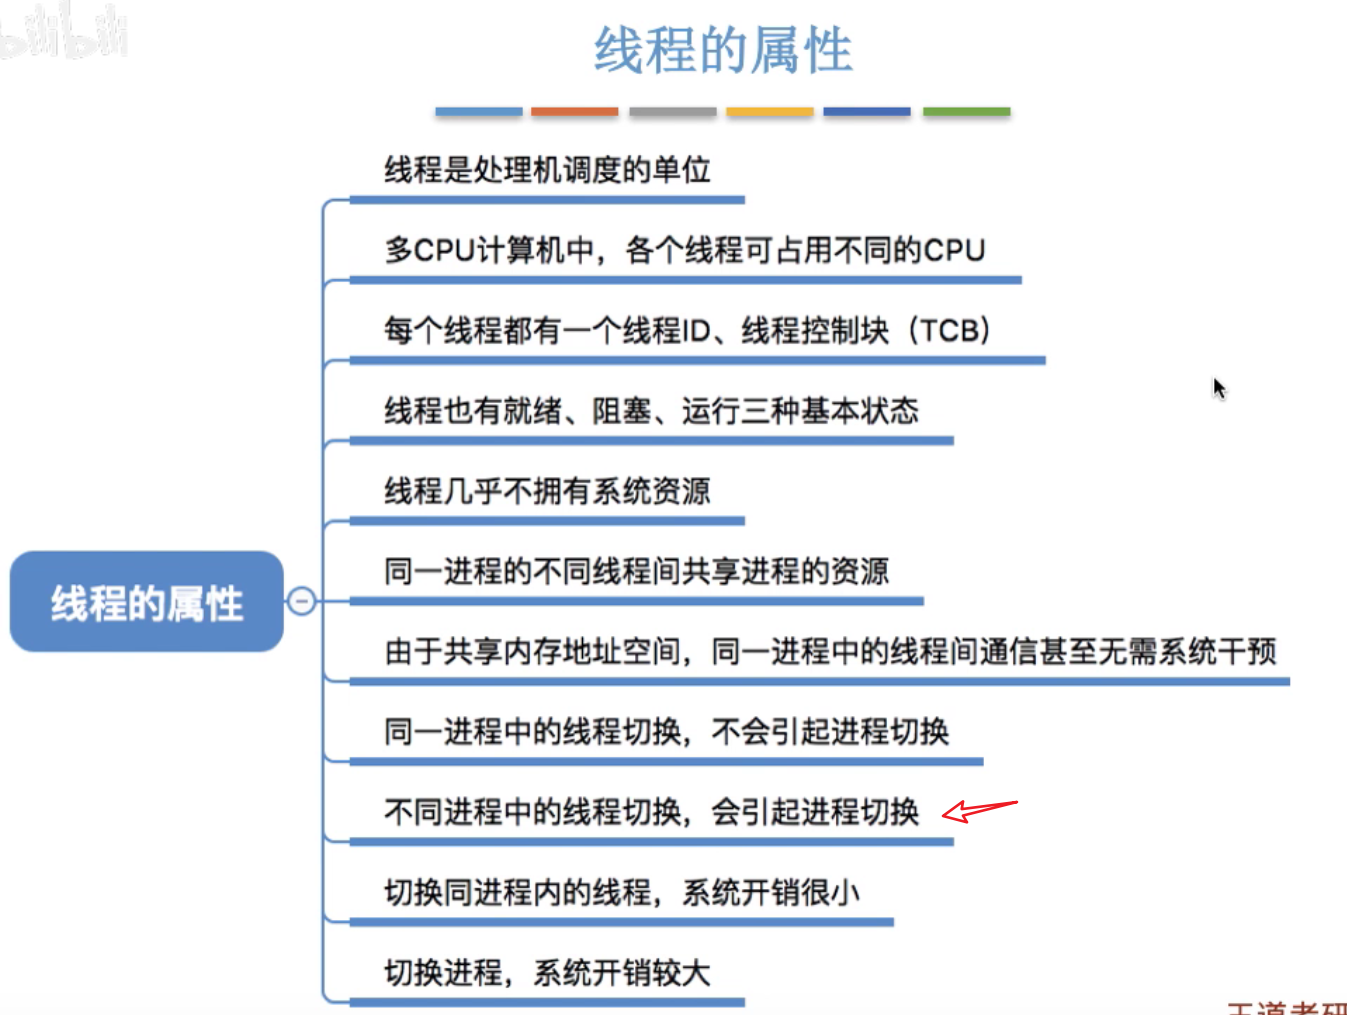 bilibili
线程的属性
线程是处理机调度的单位
多CPU计算机中，各个线程可占用不同的CPU
每个线程都有一个线程ID、线程控制块（TCB）
线程也有就绪、阻塞、运行三种基本状态
线程几乎不拥有系统资源
同一进程的不同线程间共享进程的资源
线程的属性
由于共享内存地址空间，同一进程中的线程间通信甚至无需系统干预
同一进程中的线程切换，不会引起进程切换
不同进程中的线程切换，会引起进程切换
切换同进程内的线程，系统开销很小
切换进程，系统开销较大
王道考研